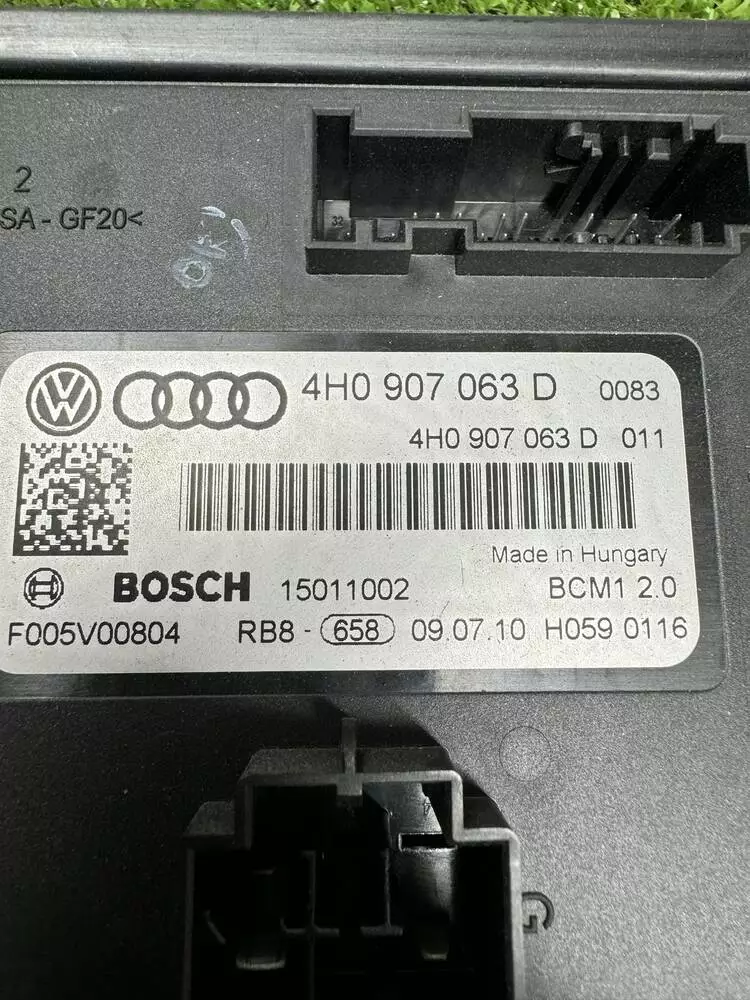 32
2
SA - GF20<
OK
4H0 907 063 D 0083
4H0 907 063 D 011
Made in Hungary
BOSCH 15011002 BCM1 2.0
F005V00804 RB8 - 658 09.07.10 H059 0116
G